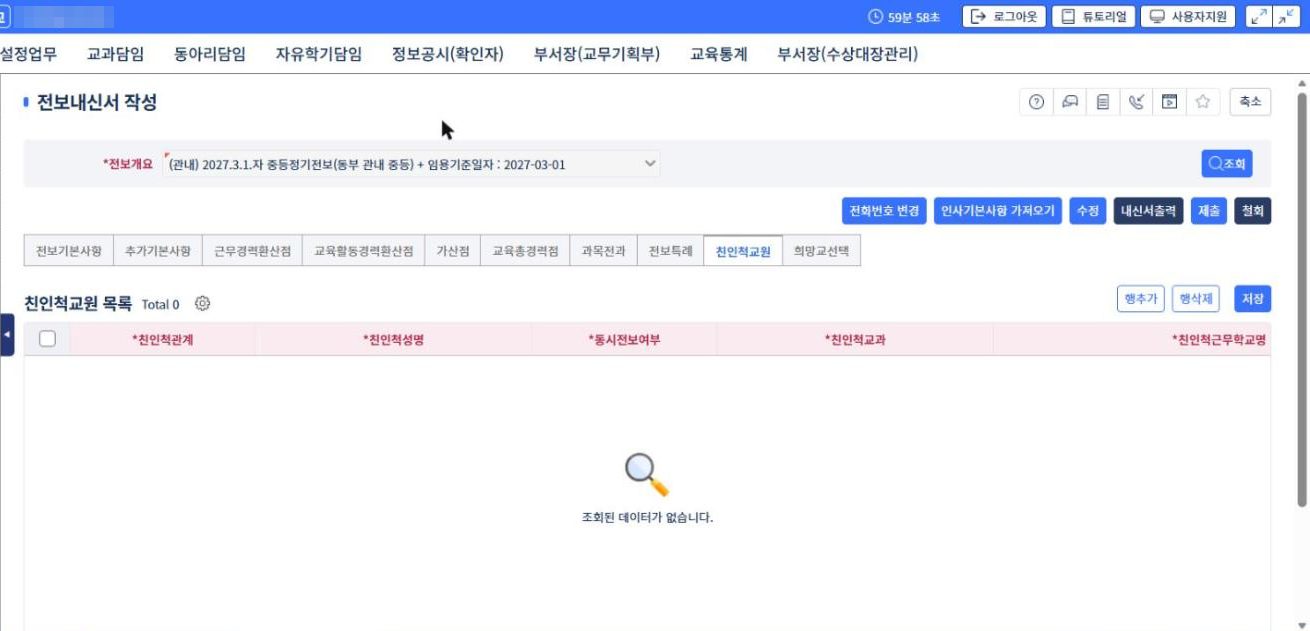 59분 58초 로그아웃 튜토리얼 사용자지원
설정업무 교과담임 동아리담임 자유학기담임 정보공시(확인자) 부서장(교무기획부) 교육통계 부서장(수상대장관리)
전보내신서 작성 축소
*전보개요 (관내) 2027.3.1.자 중등정기전보(동부 관내 중등) + 임용기준일자 : 2027-03-01 조회
전화번호 변경 인사기본사항 가져오기 수정 내신서출력 제출 철회
전보기본사항 추가기본사항 근무경력환산점 교육활동경력환산점 가산점 교육총경력점 과목전과 전보특례 친인척교원 희망교선택
친인척교원 목록 Total 0 행추가 행삭제 저장
*친인척관계 *친인척성명 *동시전보여부 *친인척교과 *친인척근무학교명
조회된 데이터가 없습니다.